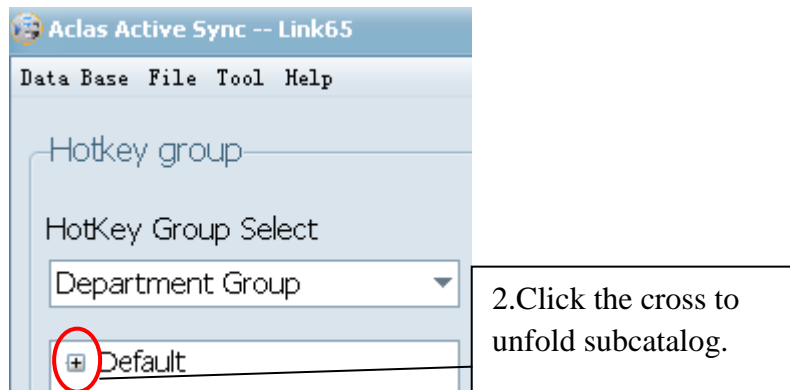 Aclas Active Sync -- Link65
Data Base File Tool Help
Hotkey group
HotKey Group Select
Department Group
Default
2.Click the cross to
unfold subcatalog.